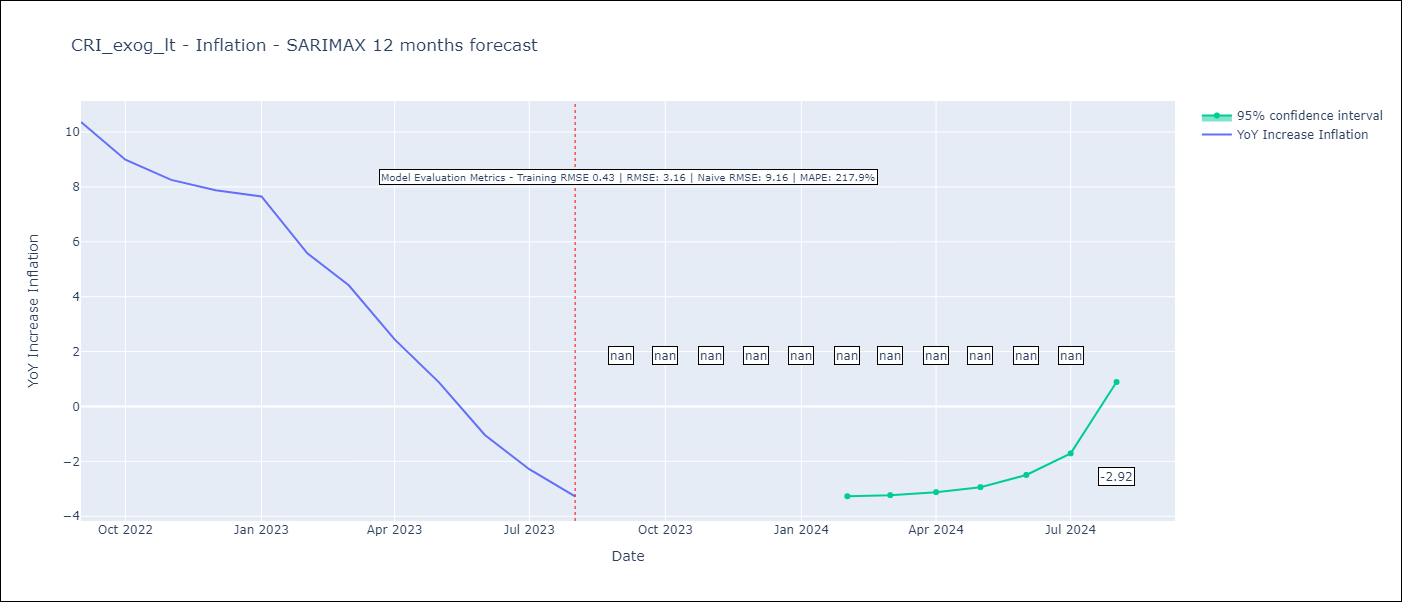 CRI_exog_lt - Inflation - SARIMAX 12 months forecast
95% confidence interval
YoY Increase Inflation
Model Evaluation Metrics - Training RMSE 0.43 | RMSE: 3.16 | Naive RMSE: 9.16 | MAPE: 217.9%
YoY Increase Inflation
10
8
6
4
2
0
−2
−4
nan nan nan nan nan nan nan nan nan nan nan
-2.92
Oct 2022 Jan 2023 Apr 2023 Jul 2023 Oct 2023 Jan 2024 Apr 2024 Jul 2024
Date